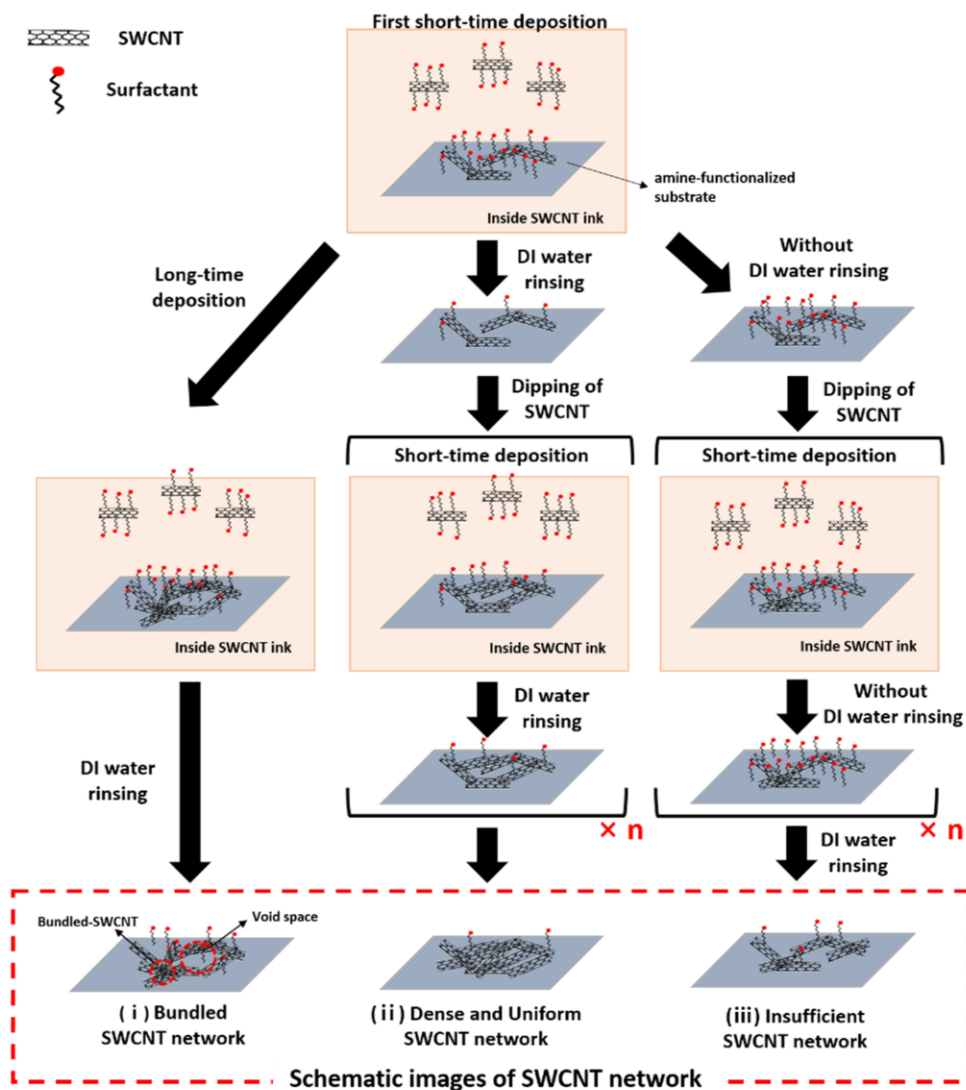 First short-time deposition
SWCNT
Surfactant
amine-functionalized
substrate
Inside SWCNT ink
Long-time
deposition
DI water
rinsing
Without
DI water rinsing
Dipping of
SWCNT
Dipping of
SWCNT
Short-time deposition
Short-time deposition
Inside SWCNT ink
Inside SWCNT ink
Inside SWCNT ink
DI water
rinsing
DI water
rinsing
Without
DI water rinsing
× n
× n
DI water
rinsing
Bundled-SWCNT
Void space
(i) Bundled
SWCNT network
(ii) Dense and Uniform
SWCNT network
(iii) Insufficient
SWCNT network
Schematic images of SWCNT network